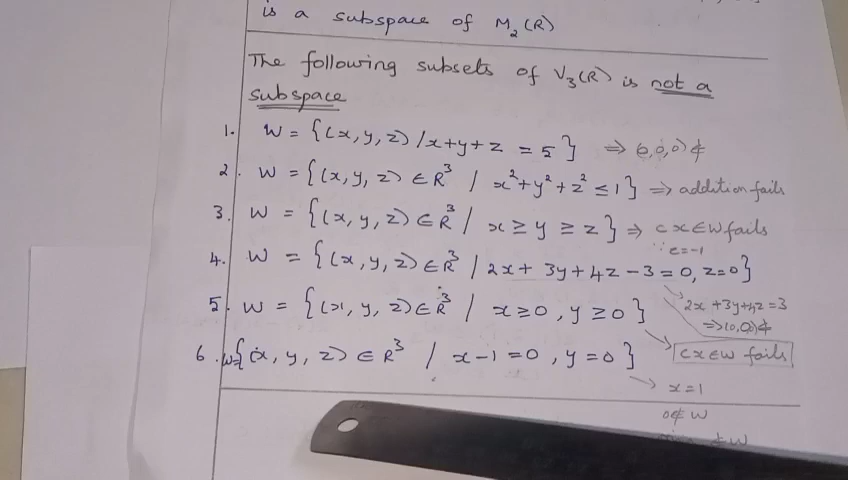 is a subspace of M₂(R)
The following subsets of V₃(R) is not a
subspace
1. W = {(x, y, z) / x+y+z = 5} ⇒ (0,0,0) ∉
2. W = {(x, y, z) ∈ R³ / x²+y²+z² ≤ 1} ⇒ addition fails
3. W = {(x, y, z) ∈ R³ / x ≥ y ≥ z} ⇒ cx∈W fails
∵ c=-1
4. W = {(x, y, z) ∈ R³ / 2x + 3y + 4z - 3 = 0, z=0}
→ 2x +3y+4z =3
⇒ (0,0,0) ∉
5. W = {(x, y, z) ∈ R³ / x ≥ 0, y ≥ 0}
→ cx ∈W fails
6. W={(x, y, z) ∈ R³ / x-1 = 0, y = 0}
→ x = 1
0∉ W
∉ W